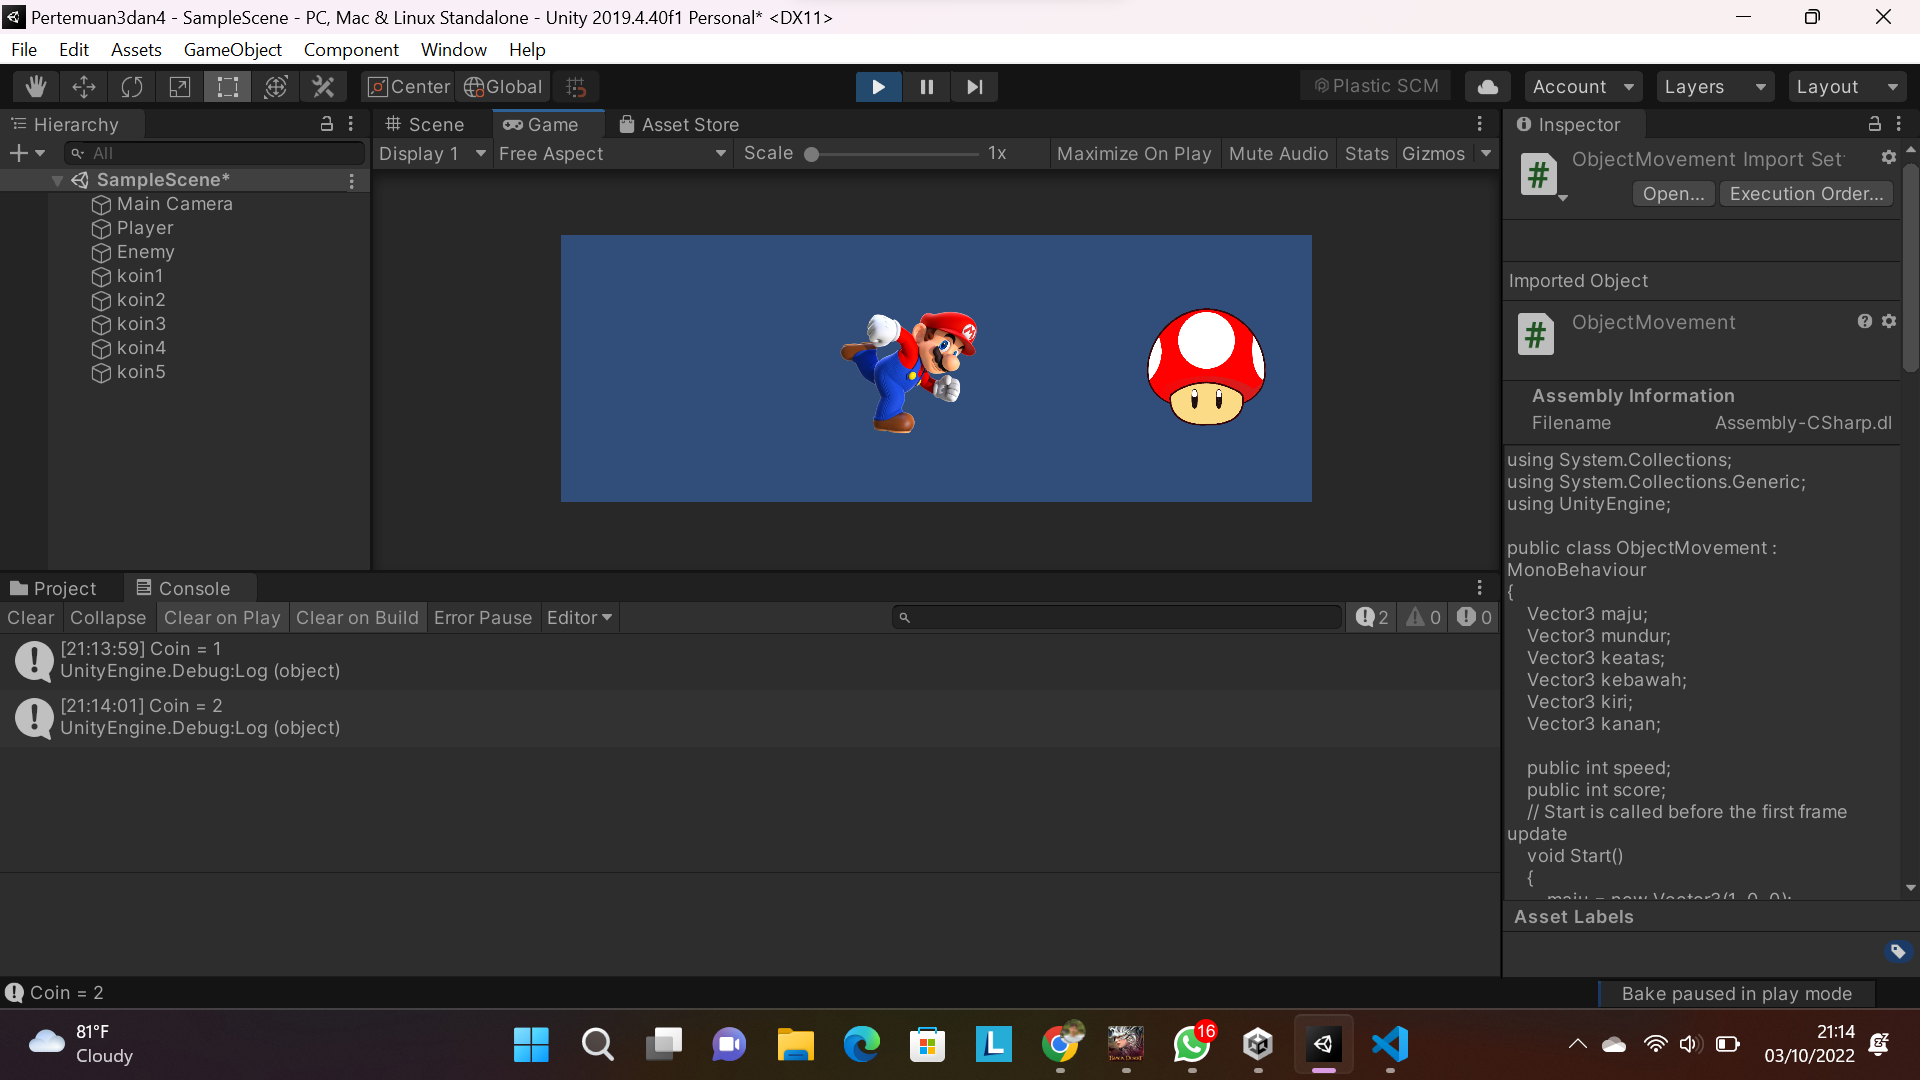 Pertemuan3dan4 - SampleScene - PC, Mac & Linux Standalone - Unity 2019.4.40f1 Personal* <DX11>
File Edit Assets GameObject Component Window Help
Center Global Plastic SCM Account Layers Layout
Hierarchy
All
SampleScene*
Main Camera
Player
Enemy
koin1
koin2
koin3
koin4
koin5
Scene Game Asset Store
Display 1 Free Aspect Scale 1x Maximize On Play Mute Audio Stats Gizmos
M
Project Console
Clear Collapse Clear on Play Clear on Build Error Pause Editor 2 0 0
[21:13:59] Coin = 1
UnityEngine.Debug:Log (object)
[21:14:01] Coin = 2
UnityEngine.Debug:Log (object)
Inspector
ObjectMovement Import Set
Open... Execution Order...
Imported Object
# ObjectMovement
Assembly Information
Filename Assembly-CSharp.dl
using System.Collections;
using System.Collections.Generic;
using UnityEngine;
public class ObjectMovement :
MonoBehaviour
{
Vector3 maju;
Vector3 mundur;
Vector3 keatas;
Vector3 kebawah;
Vector3 kiri;
Vector3 kanan;
public int speed;
public int score;
// Start is called before the first frame
update
void Start()
{
maju = new Vector3(1, 0, 0);
Asset Labels
Coin = 2
Bake paused in play mode
81°F
Cloudy
L
16
21:14
03/10/2022